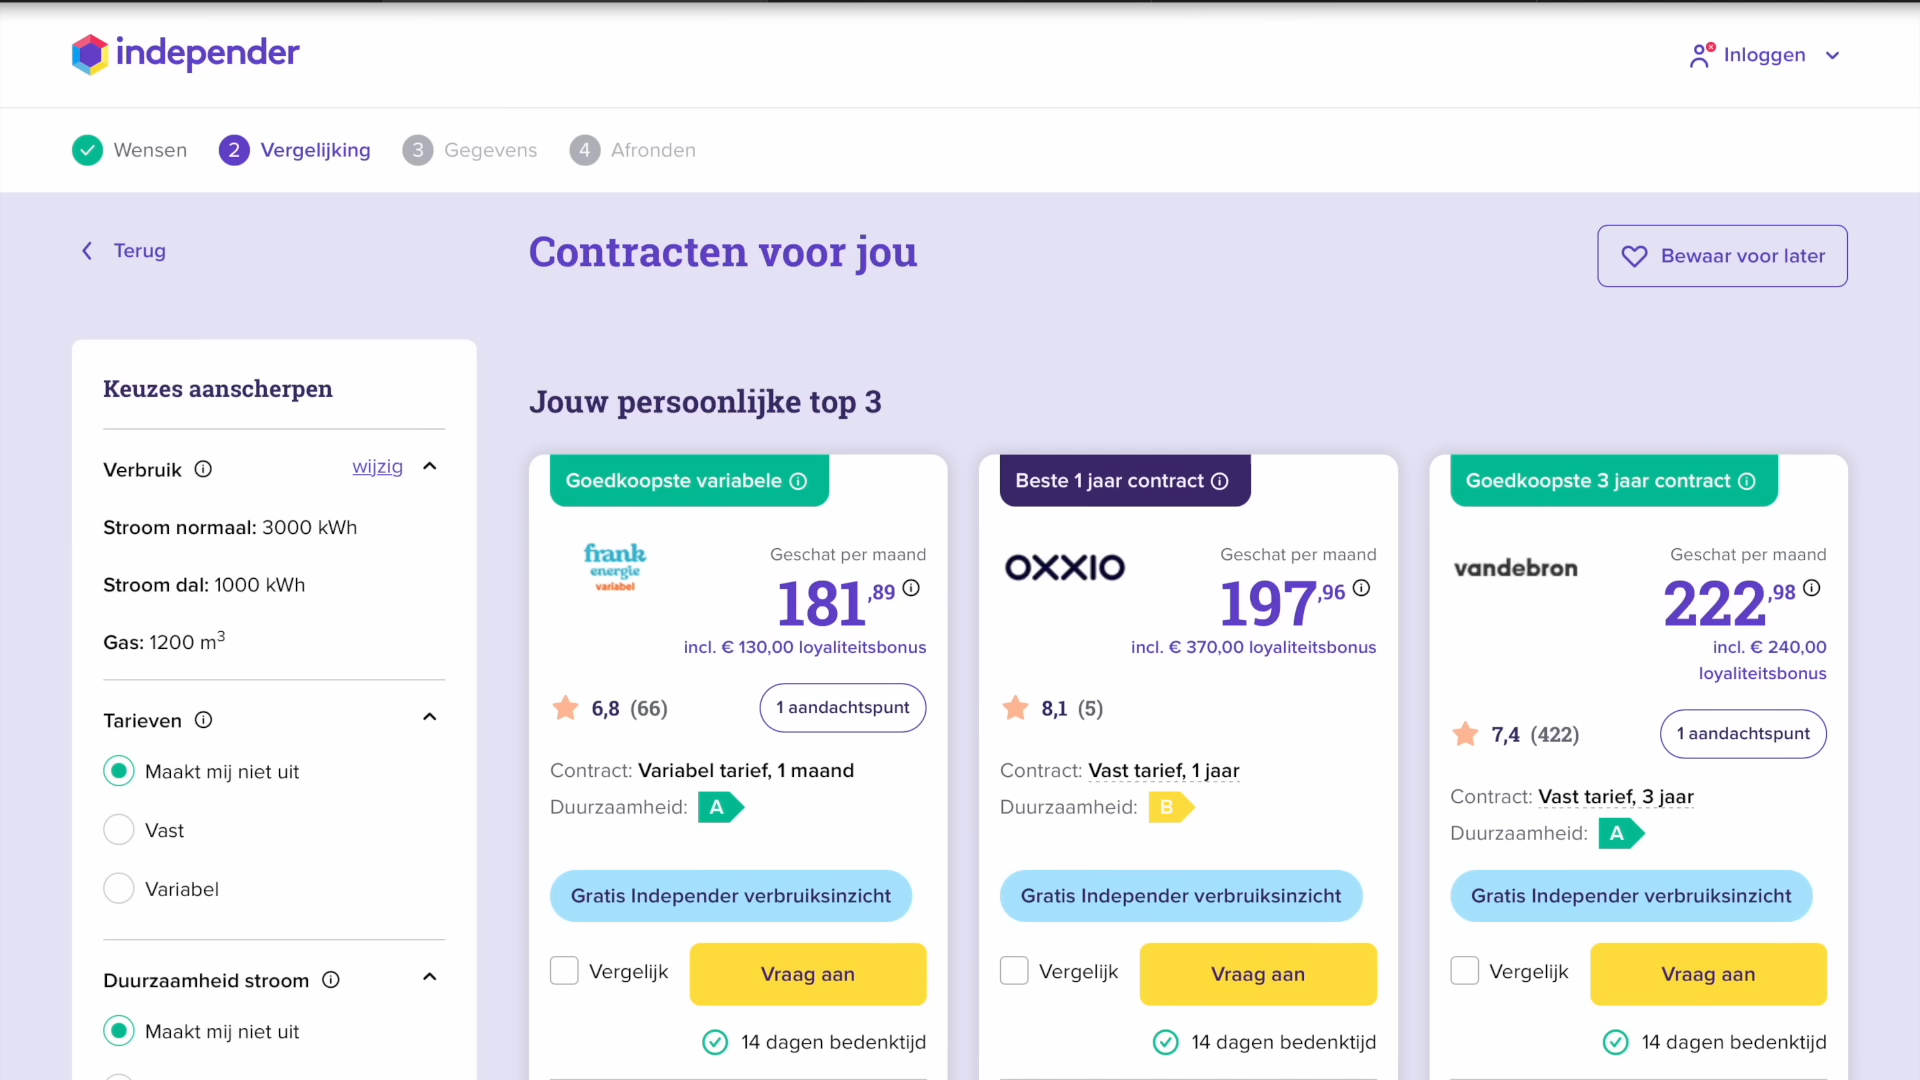 independer
Inloggen
Wensen
2 Vergelijking
3 Gegevens
4 Afronden
Terug
Contracten voor jou
Bewaar voor later
Keuzes aanscherpen
Verbruik
wijzig
Stroom normaal: 3000 kWh
Stroom dal: 1000 kWh
Gas: 1200 m³
Tarieven
Maakt mij niet uit
Vast
Variabel
Duurzaamheid stroom
Maakt mij niet uit
Jouw persoonlijke top 3
Goedkoopste variabele
frank
energie
variabel
Geschat per maand
181,89
incl. € 130,00 loyaliteitsbonus
6,8 (66)
1 aandachtspunt
Contract: Variabel tarief, 1 maand
Duurzaamheid: A
Gratis Independer verbruiksinzicht
Vergelijk
Vraag aan
14 dagen bedenktijd
Beste 1 jaar contract
OXXIO
Geschat per maand
197,96
incl. € 370,00 loyaliteitsbonus
8,1 (5)
Contract: Vast tarief, 1 jaar
Duurzaamheid: B
Gratis Independer verbruiksinzicht
Vergelijk
Vraag aan
14 dagen bedenktijd
Goedkoopste 3 jaar contract
vandebron
Geschat per maand
222,98
incl. € 240,00
loyaliteitsbonus
7,4 (422)
1 aandachtspunt
Contract: Vast tarief, 3 jaar
Duurzaamheid: A
Gratis Independer verbruiksinzicht
Vergelijk
Vraag aan
14 dagen bedenktijd